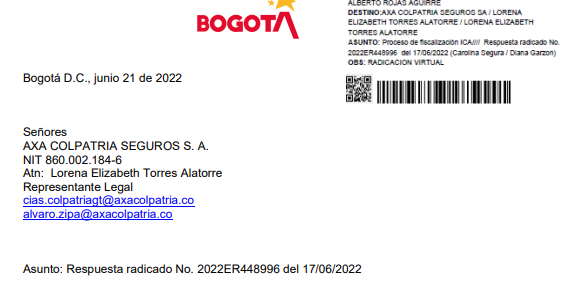 BOGOTÁ
ALBERTO ROJAS AGUIRRE
DESTINO:AXA COLPATRIA SEGUROS SA / LORENA
ELIZABETH TORRES ALATORRE / LORENA ELIZABETH
TORRES ALATORRE
ASUNTO: Proceso de fiscalización ICA//// Respuesta radicado No.
2022ER448996 del 17/06/2022 (Carolina Segura / Diana Garzon)
OBS: RADICACION VIRTUAL
Bogotá D.C., junio 21 de 2022
Señores
AXA COLPATRIA SEGUROS S. A.
NIT 860.002.184-6
Atn: Lorena Elizabeth Torres Alatorre
Representante Legal
cias.colpatriagt@axacolpatria.co
alvaro.zipa@axacolpatria.co
Asunto: Respuesta radicado No. 2022ER448996 del 17/06/2022